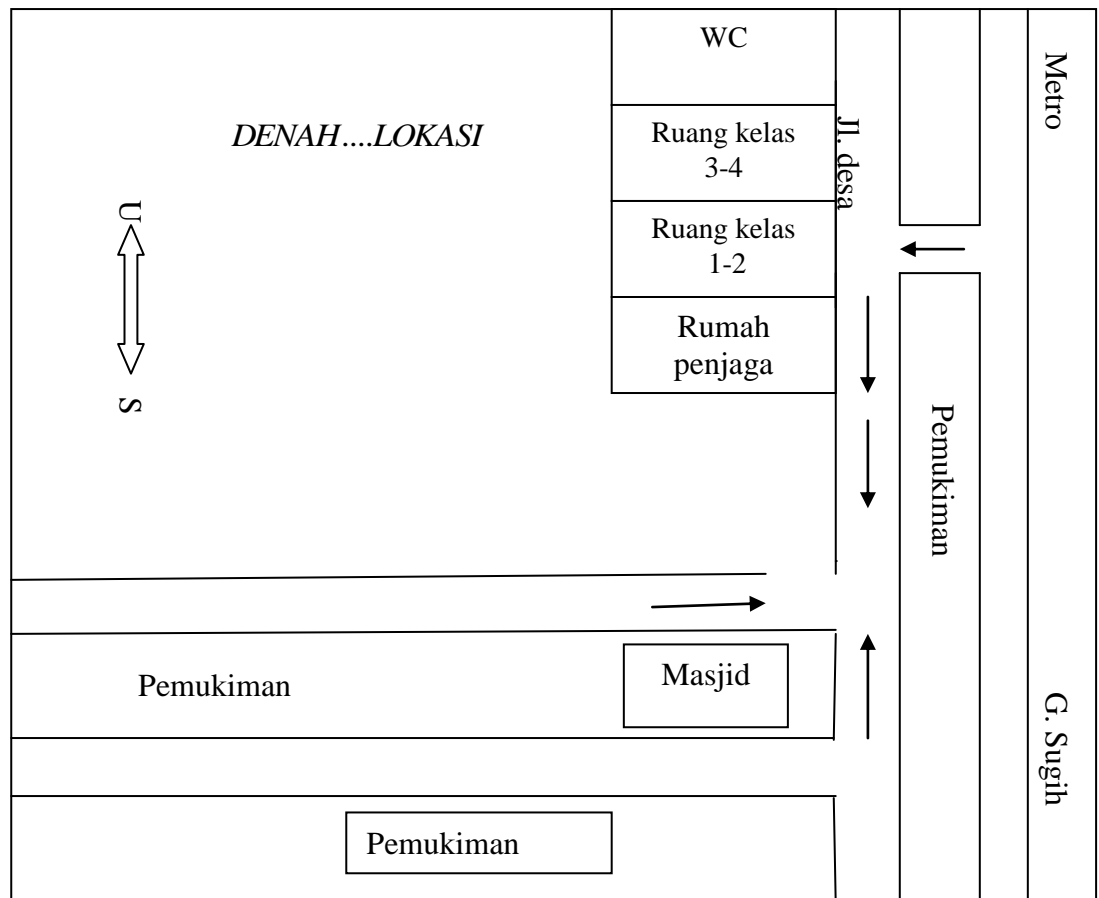 WC
Metro
DENAH....LOKASI
Ruang kelas
3-4
Jl. desa
U
Ruang kelas
1-2
Rumah
penjaga
S
Pemukiman
Pemukiman
Masjid
G. Sugih
Pemukiman